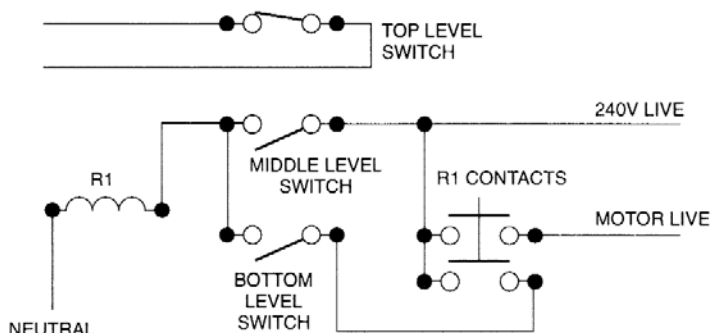 TOP LEVEL
SWITCH
240V LIVE
MIDDLE LEVEL
SWITCH
R1
R1 CONTACTS
MOTOR LIVE
BOTTOM
LEVEL
SWITCH
NEUTRAL